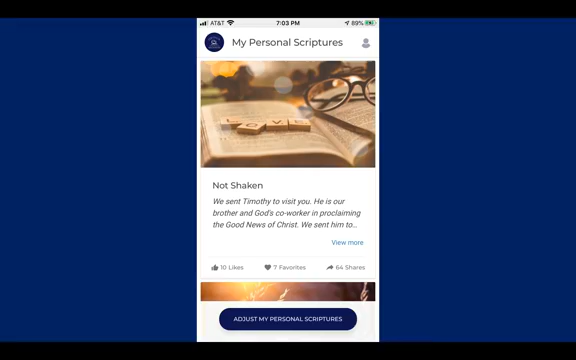 AT&T 7:03 PM 89%
My Personal Scriptures
LOVE
Not Shaken
We sent Timothy to visit you. He is our
brother and God's co-worker in proclaiming
the Good News of Christ. We sent him to...
View more
10 Likes 7 Favorites 64 Shares
ADJUST MY PERSONAL SCRIPTURES